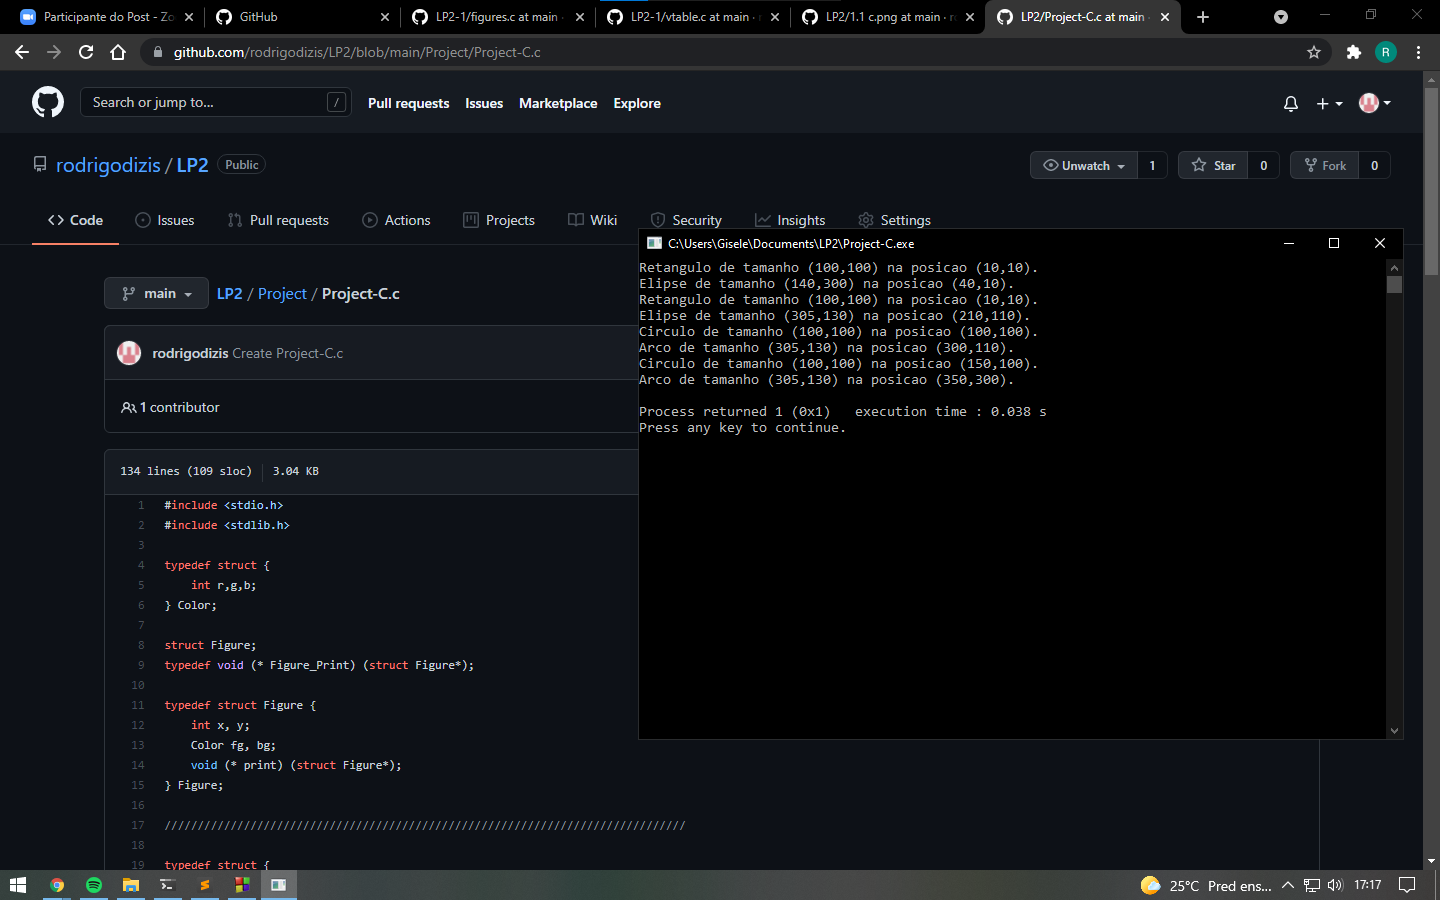 Participante do Post - Zo
GitHub
LP2-1/figures.c at main ·
LP2-1/vtable.c at main · r
LP2/1.1 c.png at main · ro
LP2/Project-C.c at main ·
github.com/rodrigodizis/LP2/blob/main/Project/Project-C.c
R
Search or jump to...
/
Pull requests
Issues
Marketplace
Explore
rodrigodizis / LP2
Public
Unwatch
1
Star
0
Fork
0
Code
Issues
Pull requests
Actions
Projects
Wiki
Security
Insights
Settings
main
LP2 / Project / Project-C.c
rodrigodizis Create Project-C.c
1 contributor
134 lines (109 sloc)
3.04 KB
1 #include <stdio.h>
2 #include <stdlib.h>
3
4 typedef struct {
5     int r,g,b;
6 } Color;
7
8 struct Figure;
9 typedef void (* Figure_Print) (struct Figure*);
10
11 typedef struct Figure {
12     int x, y;
13     Color fg, bg;
14     void (* print) (struct Figure*);
15 } Figure;
16
17 ///////////////////////////////////////////////////////////////////////////////
18
19 typedef struct {
C:\Users\Gisele\Documents\LP2\Project-C.exe
Retangulo de tamanho (100,100) na posicao (10,10).
Elipse de tamanho (140,300) na posicao (40,10).
Retangulo de tamanho (100,100) na posicao (10,10).
Elipse de tamanho (305,130) na posicao (210,110).
Circulo de tamanho (100,100) na posicao (100,100).
Arco de tamanho (305,130) na posicao (300,110).
Circulo de tamanho (100,100) na posicao (150,100).
Arco de tamanho (305,130) na posicao (350,300).
Process returned 1 (0x1)   execution time : 0.038 s
Press any key to continue.
25°C Pred ens...
17:17